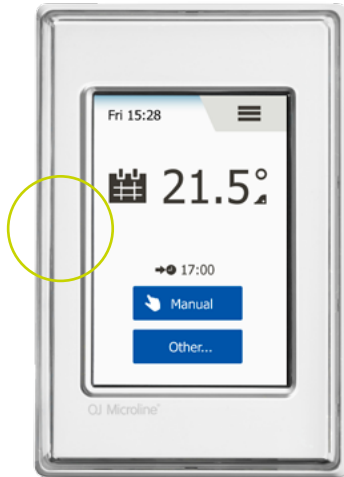 Fri 15:28
21.5°
17:00
Manual
Other...
OJ Microline®